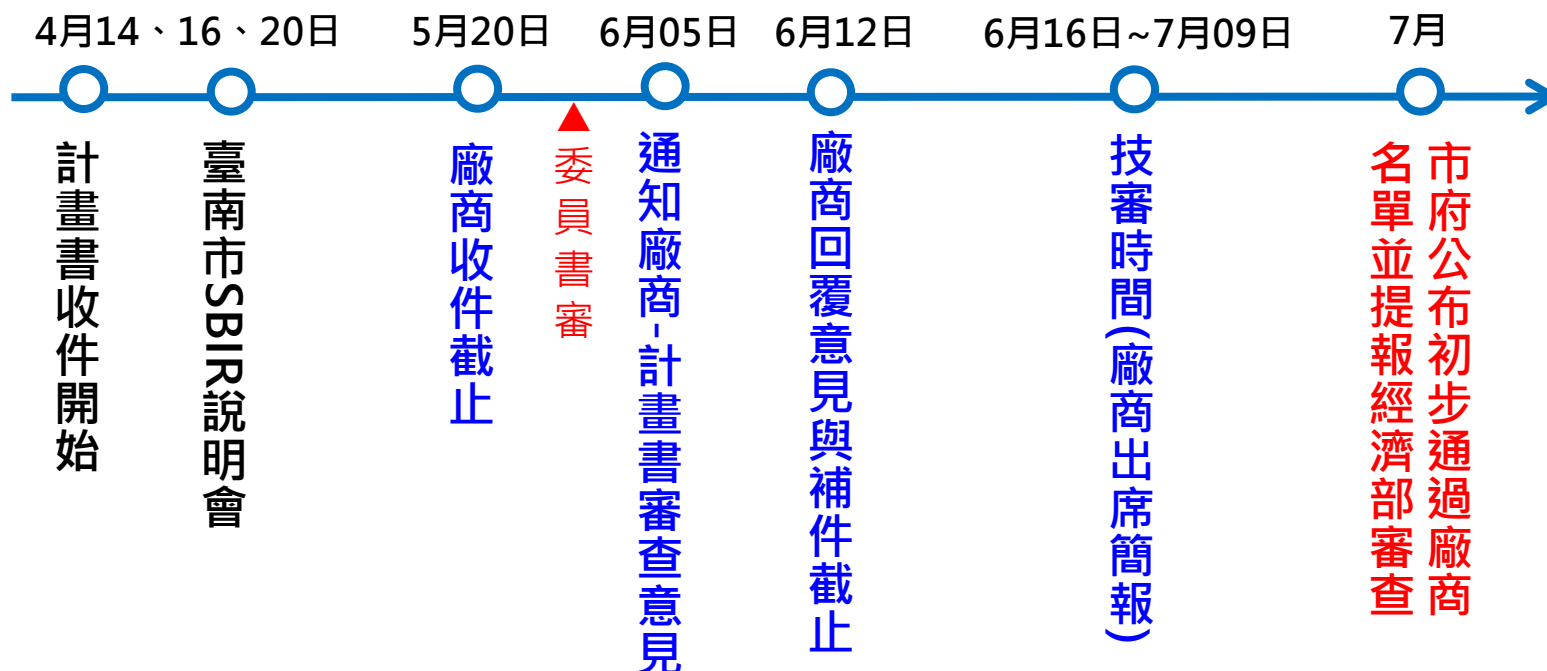 4月14、16、20日
5月20日
6月05日
6月12日
6月16日~7月09日
7月
計畫書收件開始
臺南市SBIR說明會
廠商收件截止
委員書審
通知廠商-計畫書審查意見
廠商回覆意見與補件截止
技審時間(廠商出席簡報)
市府公布初步通過廠商
名單並提報經濟部審查